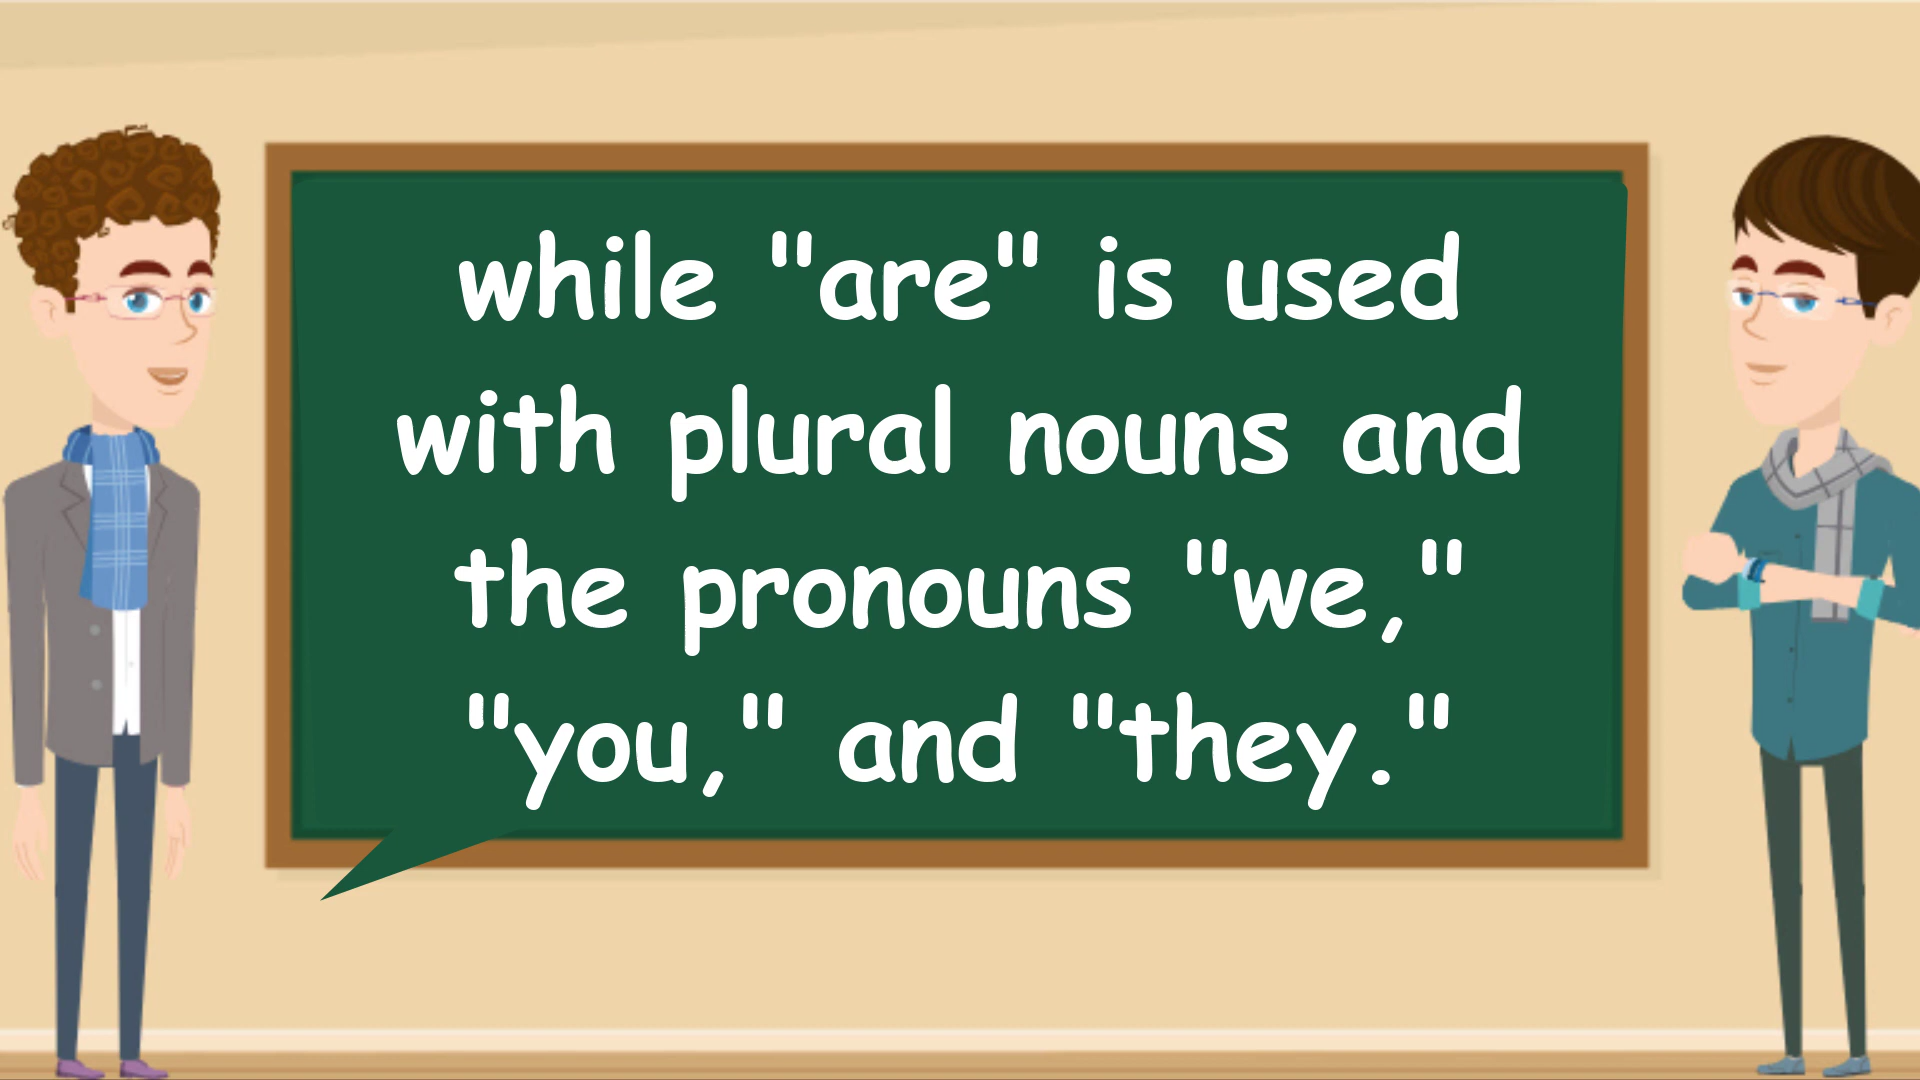 while "are" is used
with plural nouns and
the pronouns "we,"
"you," and "they."